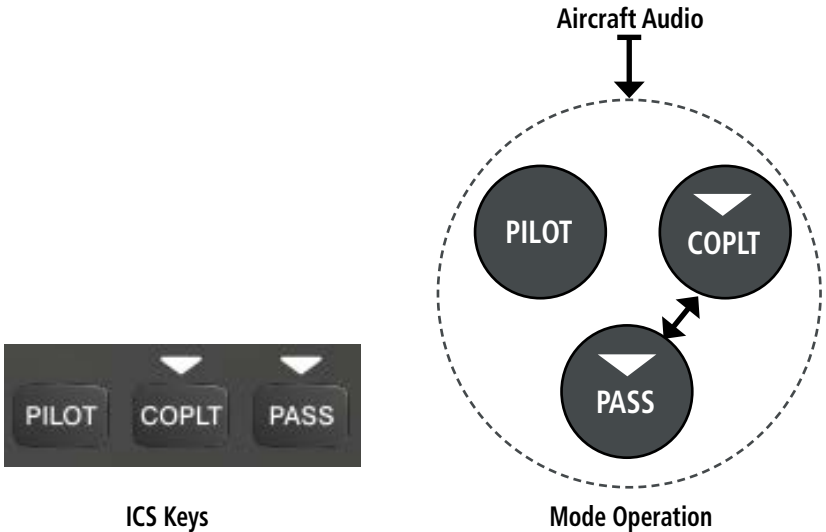 Aircraft Audio
PILOT
COPLT
PASS
PILOT COPLT PASS
ICS Keys
Mode Operation